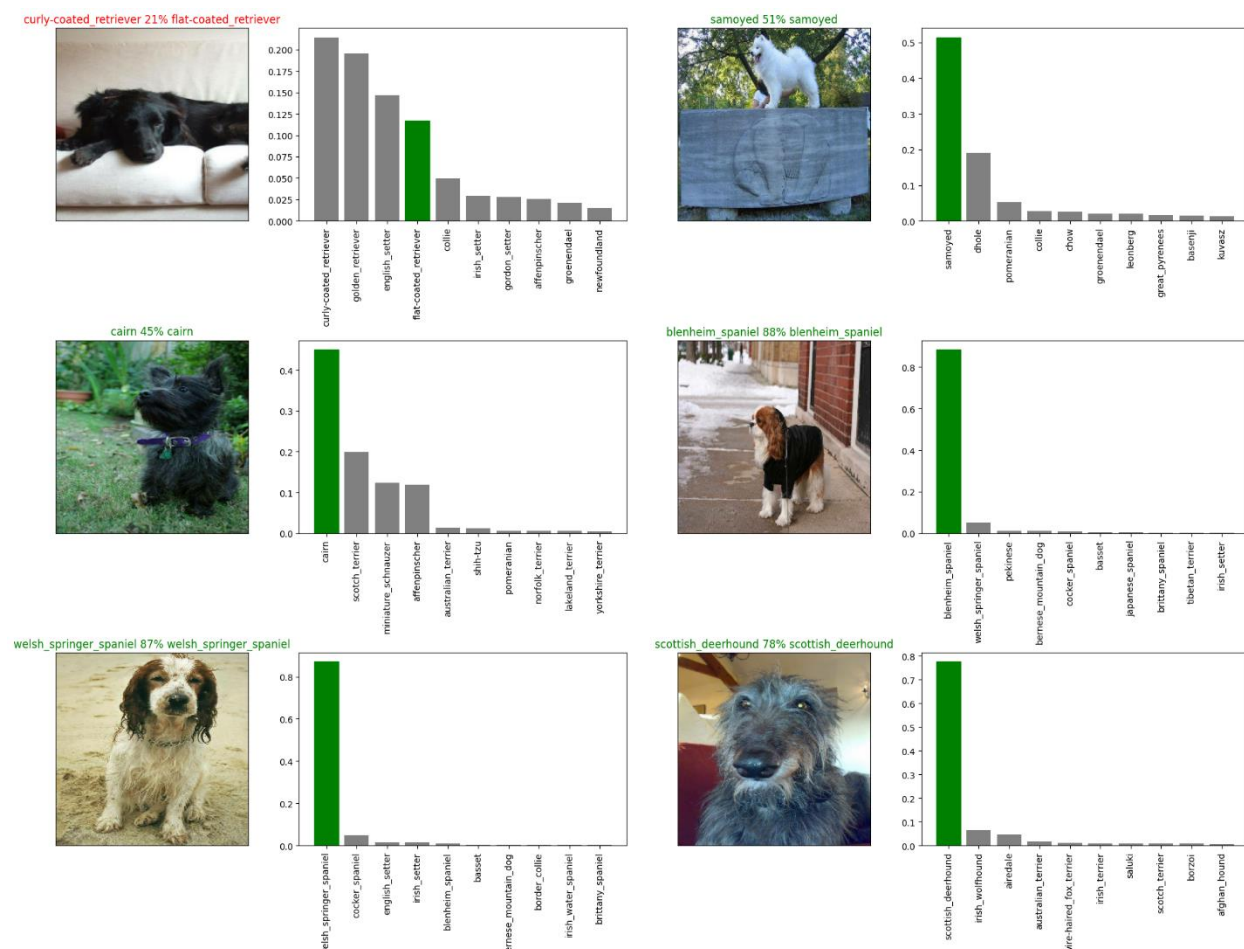 curly-coated_retriever 21% flat-coated_retriever
0.200
0.175
0.150
0.125
0.100
0.075
0.050
0.025
0.000
curly-coated_retriever
golden_retriever
english_setter
flat-coated_retriever
collie
irish_setter
gordon_setter
affenpinscher
groenendael
newfoundland
samoyed 51% samoyed
0.5
0.4
0.3
0.2
0.1
0.0
samoyed
dhole
pomeranian
collie
chow
groenendael
leonberg
great_pyrenees
basenji
kuvasz
cairn 45% cairn
0.4
0.3
0.2
0.1
0.0
cairn
scotch_terrier
miniature_schnauzer
affenpinscher
australian_terrier
shih-tzu
pomeranian
norfolk_terrier
lakeland_terrier
yorkshire_terrier
blenheim_spaniel 88% blenheim_spaniel
0.8
0.6
0.4
0.2
0.0
blenheim_spaniel
welsh_springer_spaniel
pekinese
bernese_mountain_dog
cocker_spaniel
basset
japanese_spaniel
brittany_spaniel
tibetan_terrier
irish_setter
welsh_springer_spaniel 87% welsh_springer_spaniel
0.8
0.6
0.4
0.2
0.0
welsh_springer_spaniel
cocker_spaniel
english_setter
irish_setter
blenheim_spaniel
basset
ernese_mountain_dog
border_collie
irish_water_spaniel
brittany_spaniel
scottish_deerhound 78% scottish_deerhound
0.8
0.7
0.6
0.5
0.4
0.3
0.2
0.1
0.0
scottish_deerhound
irish_wolfhound
airedale
australian_terrier
wire-haired_fox_terrier
irish_terrier
saluki
scotch_terrier
borzoi
afghan_hound